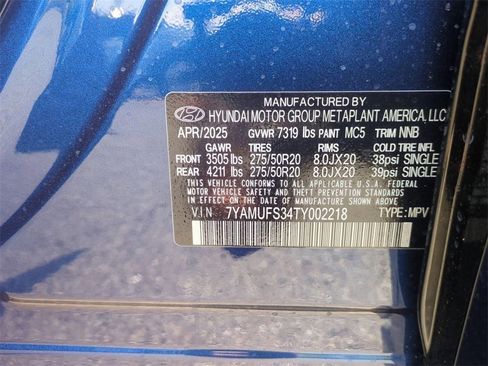 MANUFACTURED BY
HYUNDAI MOTOR GROUP METAPLANT AMERICA, LLC
APR/2025 GVWR 7319 lbs PAINT MC5 TRIM NNB
GAWR TIRES RIMS COLD TIRE INFL
FRONT 3505 lbs 275/50R20 8.0JX20 38psi SINGLE
REAR 4211 lbs 275/50R20 8.0JX20 39psi SINGLE
THIS VEHICLE CONFORMS TO ALL APPLICABLE U.S.A. FEDERAL MOTOR
VEHICLE SAFETY AND THEFT PREVENTION STANDARDS IN EFFECT
ON THE DATE OF MANUFACTURE SHOWN ABOVE.
V.I.N 7YAMUFS34TY002218 TYPE: MPV